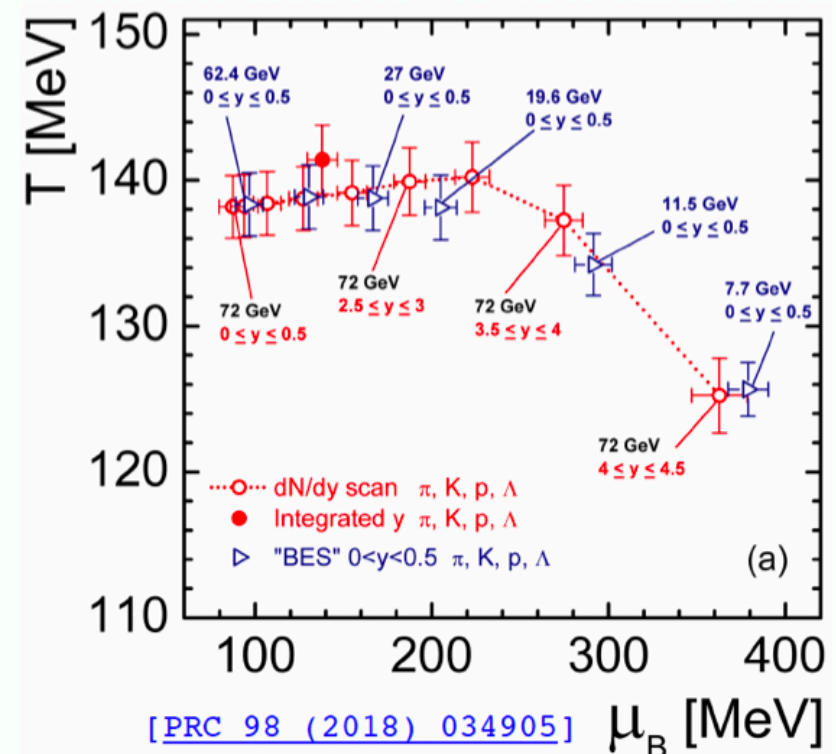 T [MeV]
150
140
130
120
110
62.4 GeV
0 ≤ y ≤ 0.5
27 GeV
0 ≤ y ≤ 0.5
19.6 GeV
0 ≤ y ≤ 0.5
11.5 GeV
0 ≤ y ≤ 0.5
7.7 GeV
0 ≤ y ≤ 0.5
72 GeV
0 ≤ y ≤ 0.5
72 GeV
2.5 ≤ y ≤ 3
72 GeV
3.5 ≤ y ≤ 4
72 GeV
4 ≤ y ≤ 4.5
dN/dy scan π, K, p, Λ
Integrated y π, K, p, Λ
"BES" 0<y<0.5 π, K, p, Λ
(a)
100 200 300 400
[PRC 98 (2018) 034905]
μB [MeV]